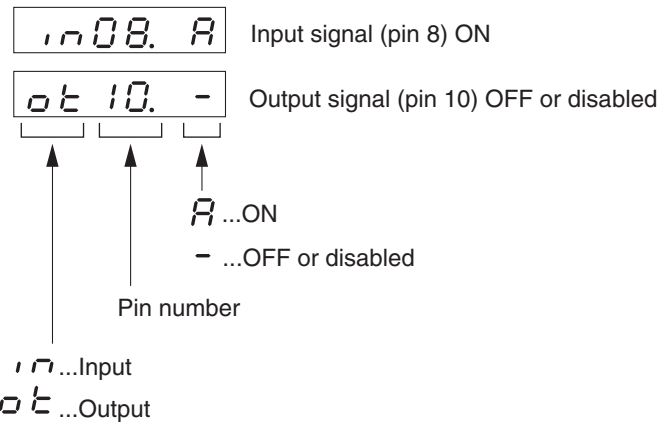 in08. A Input signal (pin 8) ON
ot 10. - Output signal (pin 10) OFF or disabled
A ...ON
- ...OFF or disabled
Pin number
in ...Input
ot ...Output